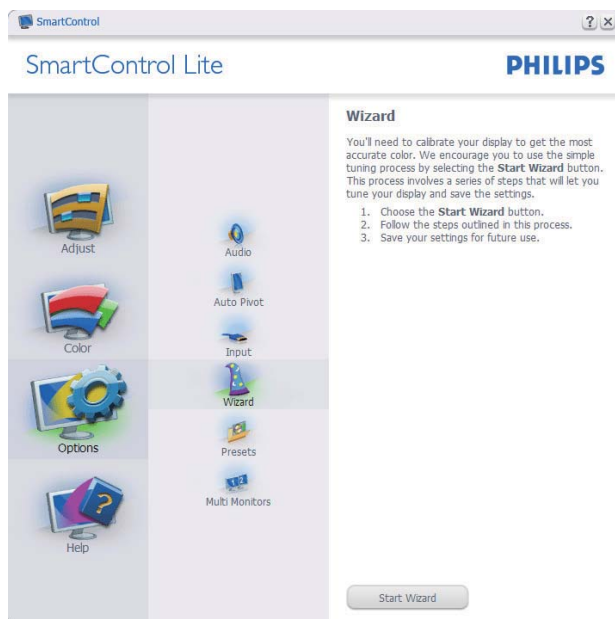 SmartControl
? ×
SmartControl Lite
PHILIPS
Adjust
Color
Options
? 
Help
Audio
Auto Pivot
Input
Wizard
Presets
1 2
Multi Monitors
Wizard
You'll need to calibrate your display to get the most
accurate color. We encourage you to use the simple
tuning process by selecting the Start Wizard button.
This process involves a series of steps that will let you
tune your display and save the settings.
1. Choose the Start Wizard button.
2. Follow the steps outlined in this process.
3. Save your settings for future use.
Start Wizard